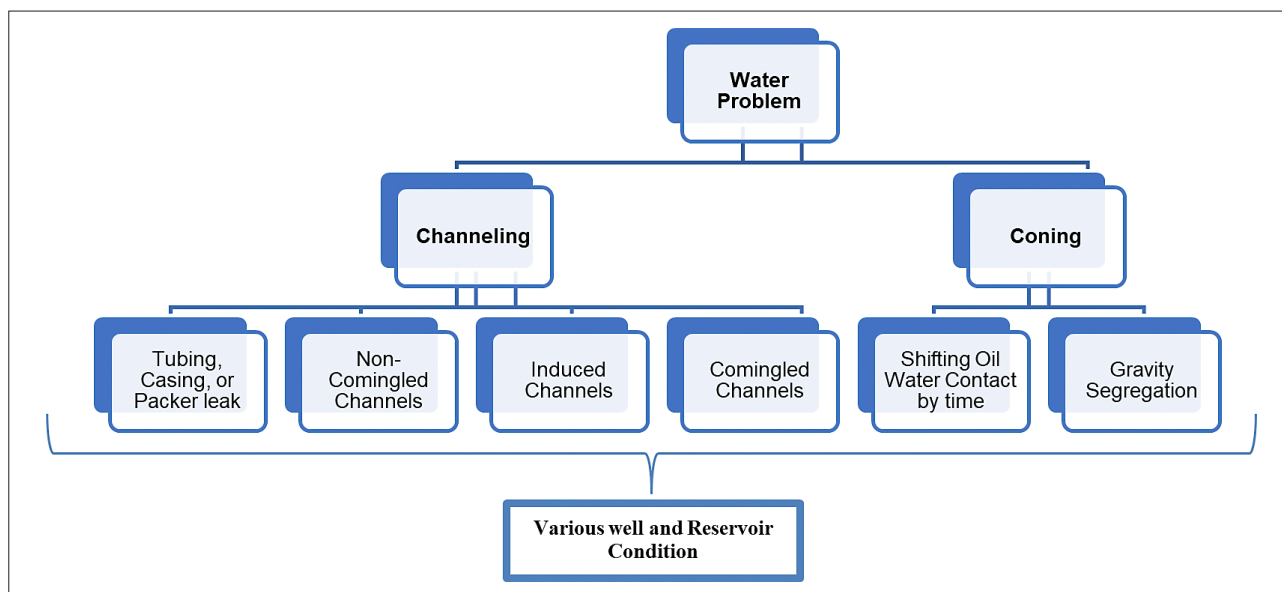 Water
Problem
Channeling
Coning
Tubing,
Casing, or
Packer leak
Non-
Comingled
Channels
Induced
Channels
Comingled
Channels
Shifting Oil
Water Contact
by time
Gravity
Segregation
Various well and Reservoir
Condition